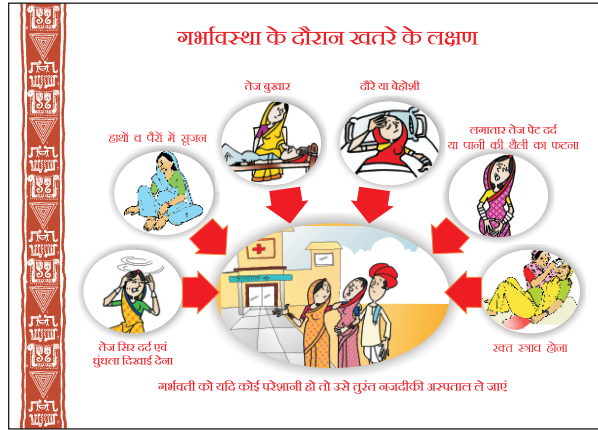 गर्भावस्था के दौरान खतरे के लक्षण
तेज बुखार
दौरे या बेहोशी
हाथों व पैरों में सूजन
लगातार तेज पेट दर्द
या पानी की थैली का फटना
तेज सिर दर्द एवं
धुंधला दिखाई देना
रक्त स्त्राव होना
गर्भवती को यदि कोई परेशानी हो तो उसे तुरंत नजदीकी अस्पताल ले जाएं